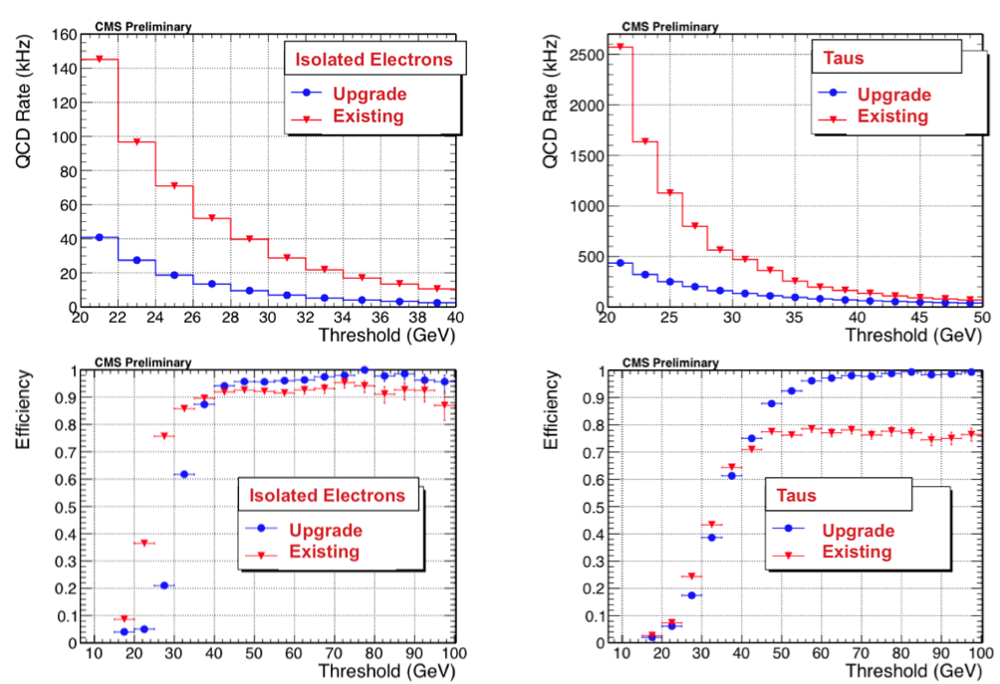 CMS Preliminary
QCD Rate (kHz)
160
140
120
100
80
60
40
20
0
Isolated Electrons
Upgrade
Existing
20 22 24 26 28 30 32 34 36 38 40
Threshold (GeV)
CMS Preliminary
QCD Rate (kHz)
2500
2000
1500
1000
500
0
Taus
Upgrade
Existing
20 25 30 35 40 45 50
Threshold (GeV)
CMS Preliminary
Efficiency
1
0.9
0.8
0.7
0.6
0.5
0.4
0.3
0.2
0.1
0
Isolated Electrons
Upgrade
Existing
10 20 30 40 50 60 70 80 90 100
Threshold (GeV)
CMS Preliminary
Efficiency
1
0.9
0.8
0.7
0.6
0.5
0.4
0.3
0.2
0.1
0
Taus
Upgrade
Existing
10 20 30 40 50 60 70 80 90 100
Threshold (GeV)